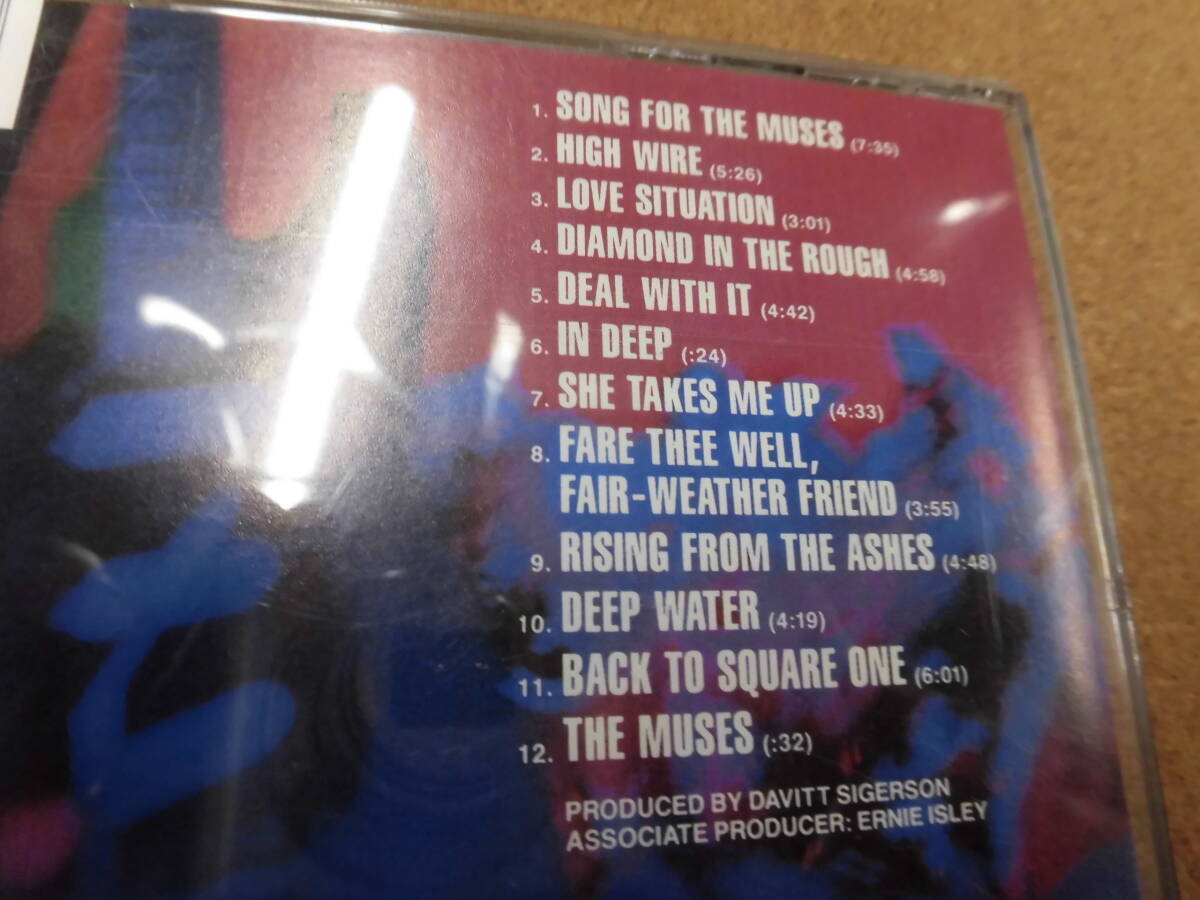 1. SONG FOR THE MUSES (7:35)
2. HIGH WIRE (5:26)
3. LOVE SITUATION (3:01)
4. DIAMOND IN THE ROUGH (4:58)
5. DEAL WITH IT (4:42)
6. IN DEEP (:24)
7. SHE TAKES ME UP (4:33)
8. FARE THEE WELL,
FAIR-WEATHER FRIEND (3:55)
9. RISING FROM THE ASHES (4:48)
10. DEEP WATER (4:19)
11. BACK TO SQUARE ONE (6:01)
12. THE MUSES (:32)
PRODUCED BY DAVITT SIGERSON
ASSOCIATE PRODUCER: ERNIE ISLEY